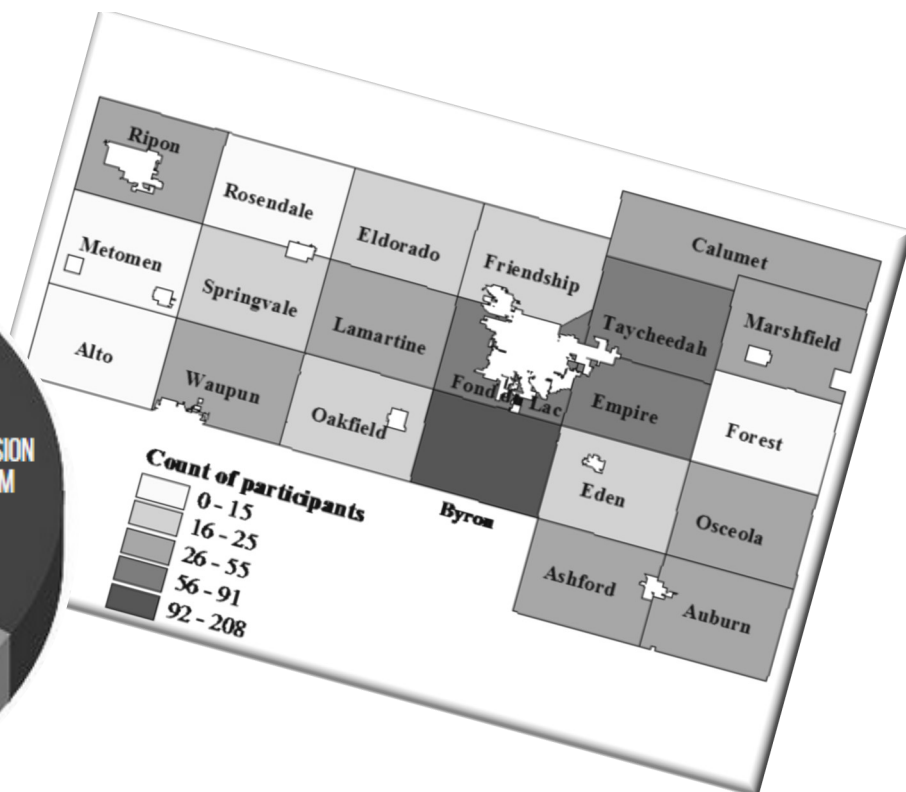 Ripon
Rosendale
Eldorado
Friendship
Calumet
Metomen
Springvale
Lamartine
Taycheedah
Marshfield
Alto
Waupun
Oakfield
Fond du Lac
Empire
Forest
Byron
Eden
Osceola
Ashford
Auburn
Count of participants
0 - 15
16 - 25
26 - 55
56 - 91
92 - 208
SION
M